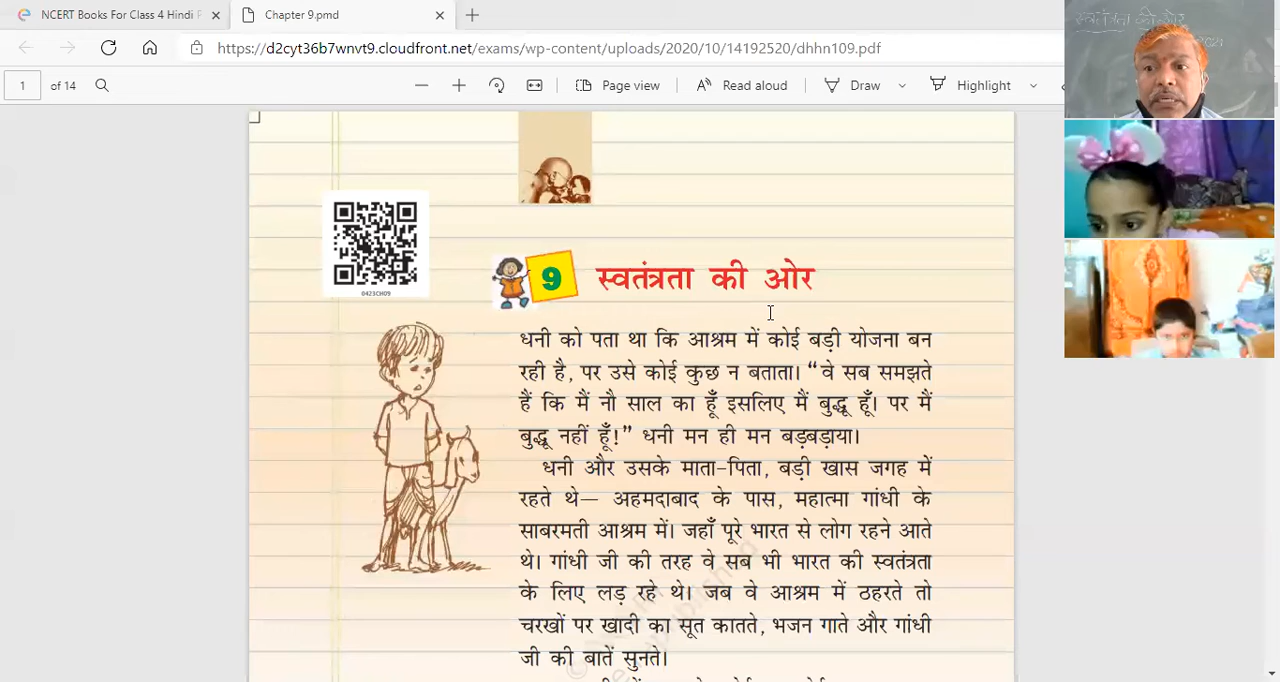 NCERT Books For Class 4 Hindi
Chapter 9.pmd
https://d2cyt36b7wnvt9.cloudfront.net/exams/wp-content/uploads/2020/10/14192520/dhhn109.pdf
1 of 14
Page view
Read aloud
Draw
Highlight
स्वतंत्रता की ओर
0423CH09
9 स्वतंत्रता की ओर
धनी को पता था कि आश्रम में कोई बड़ी योजना बन
रही है, पर उसे कोई कुछ न बताता। “वे सब समझते
हैं कि मैं नौ साल का हूँ इसलिए मैं बुद्धू हूँ। पर मैं
बुद्धू नहीं हूँ!” धनी मन ही मन बड़बड़ाया।
धनी और उसके माता-पिता, बड़ी खास जगह में
रहते थे— अहमदाबाद के पास, महात्मा गांधी के
साबरमती आश्रम में। जहाँ पूरे भारत से लोग रहने आते
थे। गांधी जी की तरह वे सब भी भारत की स्वतंत्रता
के लिए लड़ रहे थे। जब वे आश्रम में ठहरते तो
चरखों पर खादी का सूत कातते, भजन गाते और गांधी
जी की बातें सुनते।